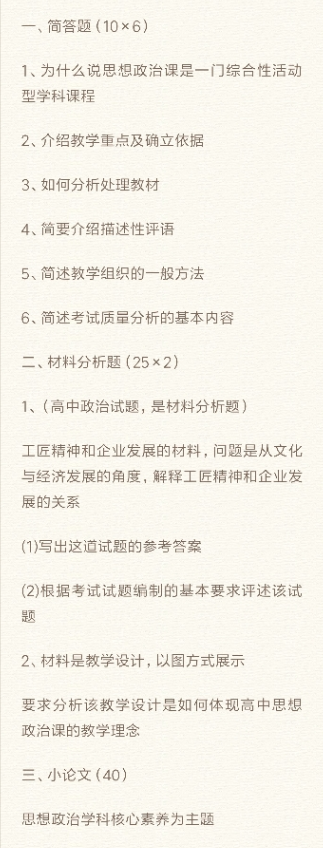 一、简答题（10×6）
1、为什么说思想政治课是一门综合性活动
型学科课程
2、介绍教学重点及确立依据
3、如何分析处理教材
4、简要介绍描述性评语
5、简述教学组织的一般方法
6、简述考试质量分析的基本内容
二、材料分析题（25×2）
1、（高中政治试题，是材料分析题）
工匠精神和企业发展的材料，问题是从文化
与经济发展的角度，解释工匠精神和企业发
展的关系
(1)写出这道试题的参考答案
(2)根据考试试题编制的基本要求评述该试
题
2、材料是教学设计，以图方式展示
要求分析该教学设计是如何体现高中思想
政治课的教学理念
三、小论文（40）
思想政治学科核心素养为主题